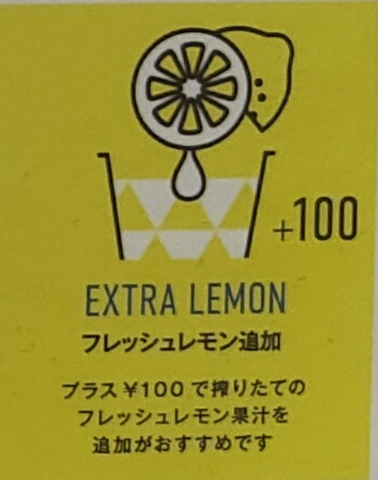 +100
EXTRA LEMON
フレッシュレモン追加
プラス¥100で搾りたての
フレッシュレモン果汁を
追加がおすすめです